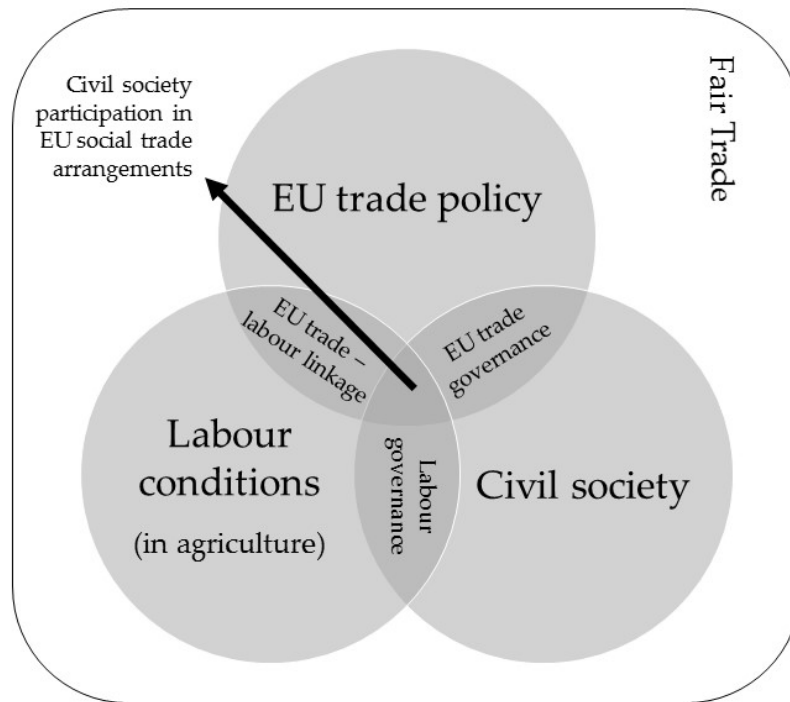 Civil society
participation in
EU social trade
arrangements
Fair Trade
EU trade policy
EU trade –
labour linkage
EU trade
governance
Labour
conditions
(in agriculture)
Labour
governance
Civil society